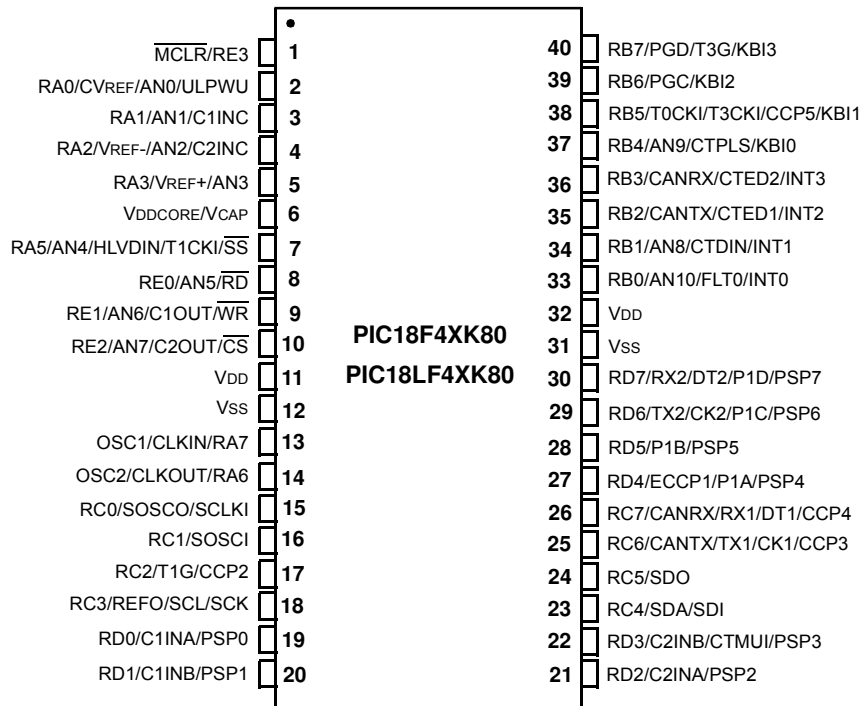 MCLR/RE3 1
RA0/CVREF/AN0/ULPWU 2
RA1/AN1/C1INC 3
RA2/VREF-/AN2/C2INC 4
RA3/VREF+/AN3 5
VDDCORE/VCAP 6
RA5/AN4/HLVDIN/T1CKI/SS 7
RE0/AN5/RD 8
RE1/AN6/C1OUT/WR 9
RE2/AN7/C2OUT/CS 10
VDD 11
VSS 12
OSC1/CLKIN/RA7 13
OSC2/CLKOUT/RA6 14
RC0/SOSCO/SCLKI 15
RC1/SOSCI 16
RC2/T1G/CCP2 17
RC3/REFO/SCL/SCK 18
RD0/C1INA/PSP0 19
RD1/C1INB/PSP1 20
PIC18F4XK80
PIC18LF4XK80
40 RB7/PGD/T3G/KBI3
39 RB6/PGC/KBI2
38 RB5/T0CKI/T3CKI/CCP5/KBI1
37 RB4/AN9/CTPLS/KBI0
36 RB3/CANRX/CTED2/INT3
35 RB2/CANTX/CTED1/INT2
34 RB1/AN8/CTDIN/INT1
33 RB0/AN10/FLT0/INT0
32 VDD
31 VSS
30 RD7/RX2/DT2/P1D/PSP7
29 RD6/TX2/CK2/P1C/PSP6
28 RD5/P1B/PSP5
27 RD4/ECCP1/P1A/PSP4
26 RC7/CANRX/RX1/DT1/CCP4
25 RC6/CANTX/TX1/CK1/CCP3
24 RC5/SDO
23 RC4/SDA/SDI
22 RD3/C2INB/CTMUI/PSP3
21 RD2/C2INA/PSP2